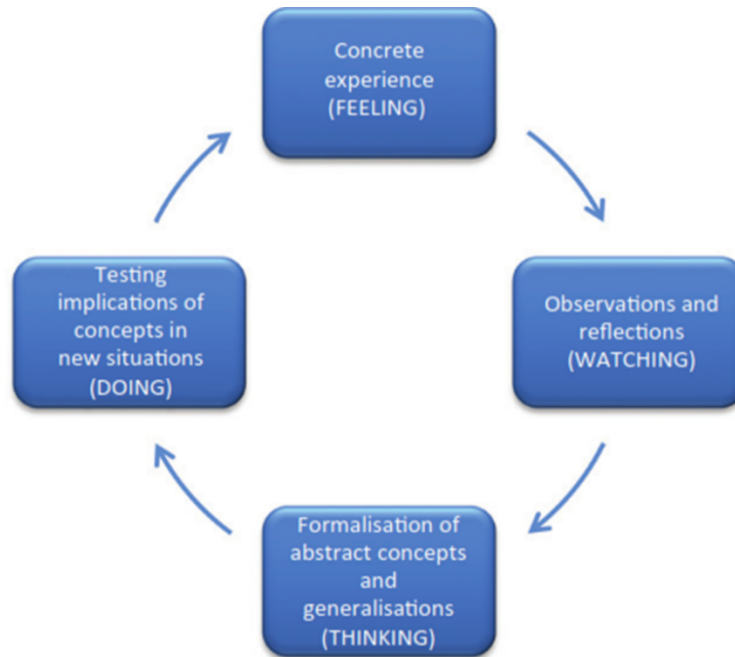 Concrete
experience
(FEELING)
Observations and
reflections
(WATCHING)
Formalisation of
abstract concepts
and
generalisations
(THINKING)
Testing
implications of
concepts in
new situations
(DOING)